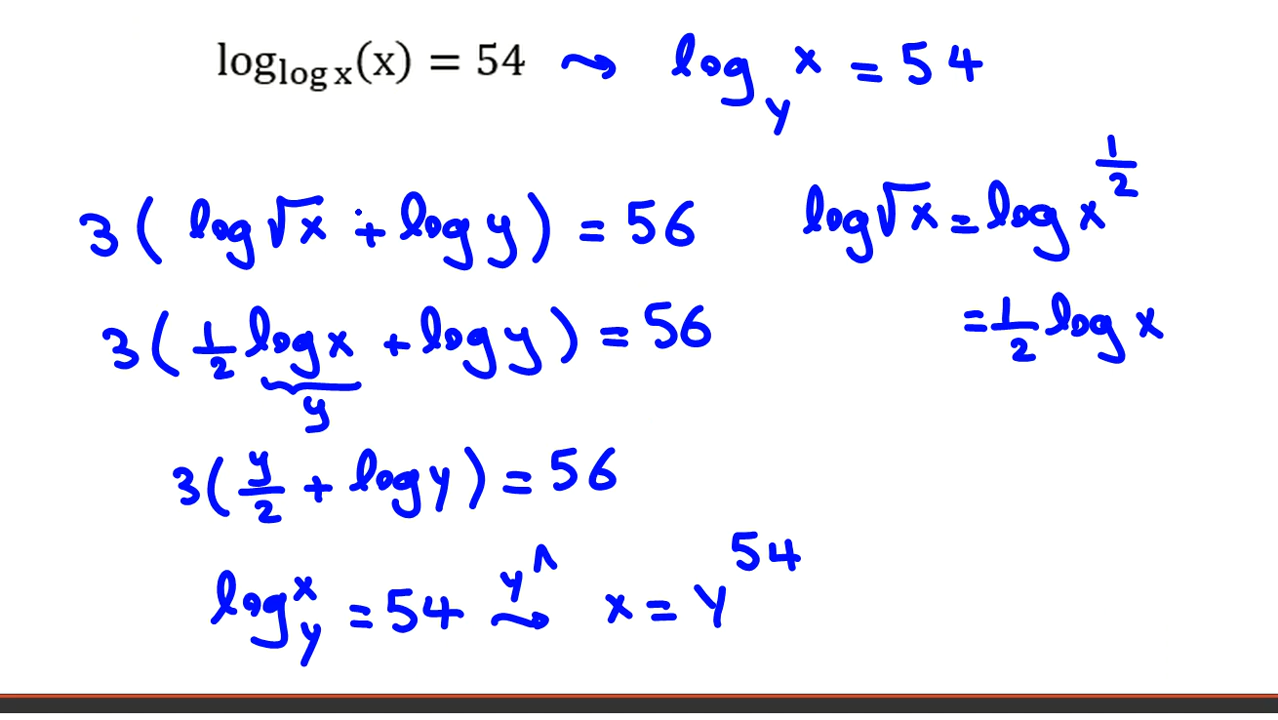 log_{log x}(x) = 54 ⤳ log_y x = 54
3(log√x + log y) = 56 log√x = log x^{1/2}
3(1/2 log x + log y) = 56 = 1/2 log x
y
3(y/2 + log y) = 56
log_y x = 54 ⤳ y^ x = y^{54}